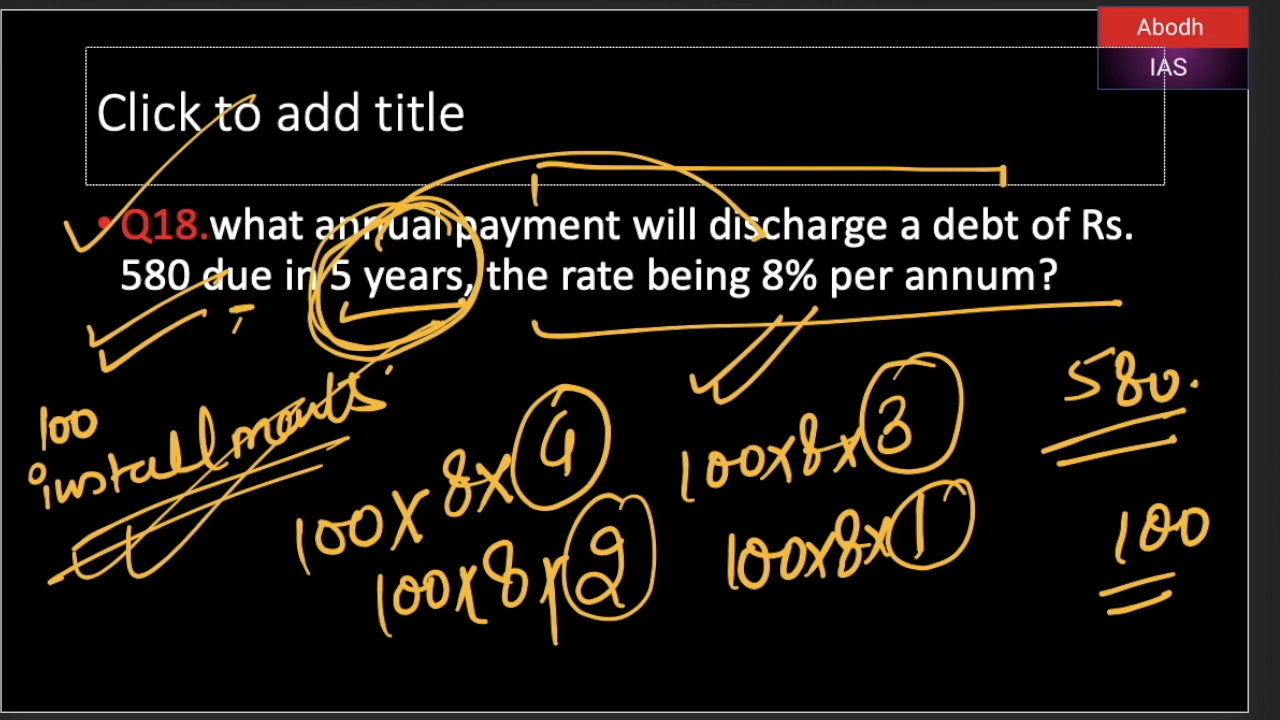 Abodh
IAS
Click to add title
• Q18.what annual payment will discharge a debt of Rs.
580 due in 5 years, the rate being 8% per annum?
580.
100
installments
100x8x4
100x8x3
100x8x2
100x8x1
100